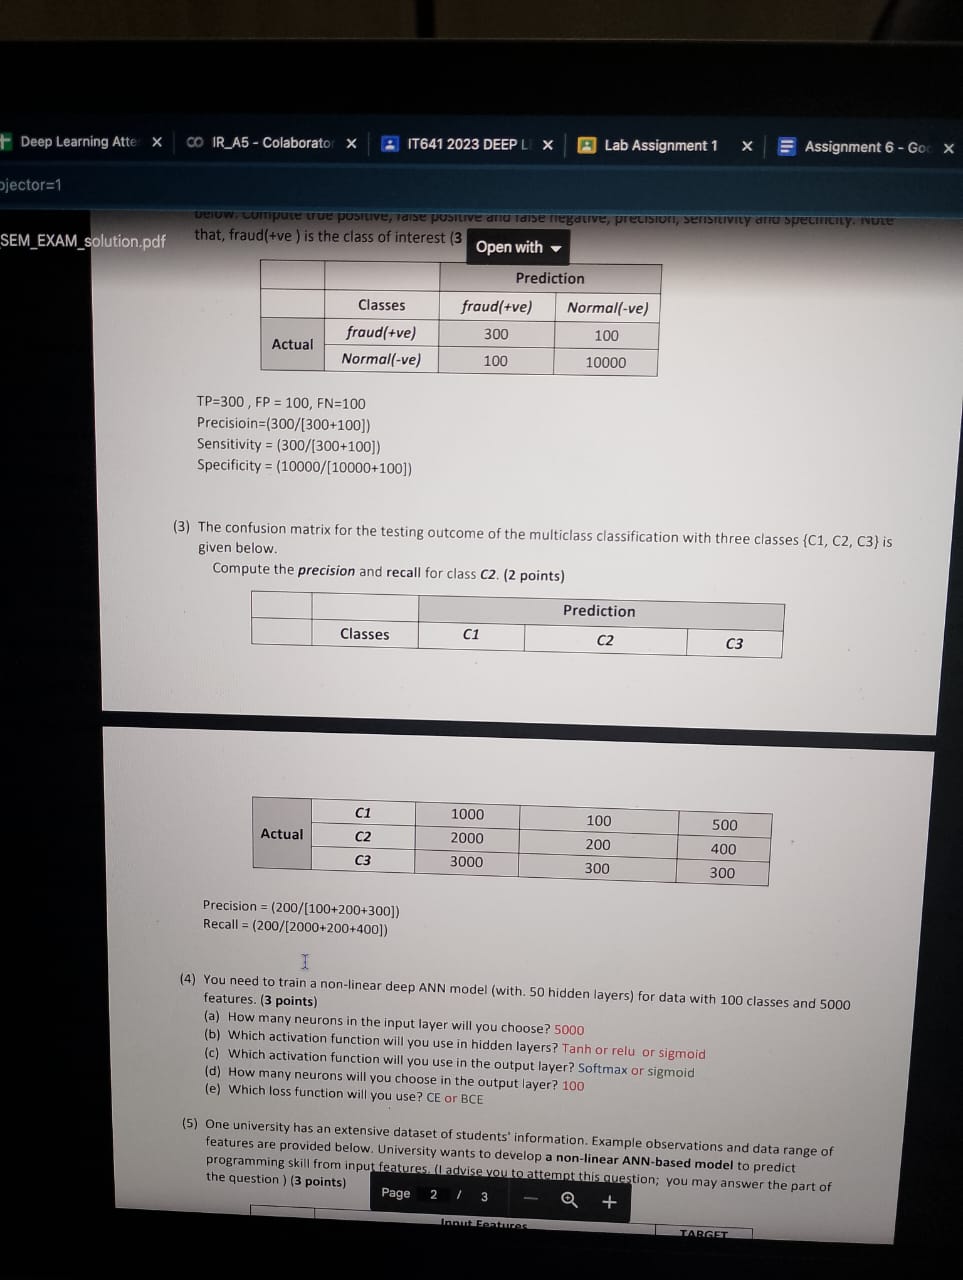 Deep Learning Atte X IR_A5 - Colaborator X IT641 2023 DEEP L X Lab Assignment 1 X Assignment 6 - Goo X
ojector=1
SEM_EXAM_solution.pdf
below. Compute true positive, false positive and false negative, precision, sensitivity and specificity. Note
that, fraud(+ve ) is the class of interest (3
Open with
Prediction
Classes fraud(+ve) Normal(-ve)
Actual fraud(+ve) 300 100
Normal(-ve) 100 10000
TP=300 , FP = 100, FN=100
Precisioin=(300/[300+100])
Sensitivity = (300/[300+100])
Specificity = (10000/[10000+100])
(3) The confusion matrix for the testing outcome of the multiclass classification with three classes {C1, C2, C3} is
given below.
Compute the precision and recall for class C2. (2 points)
Prediction
Classes C1 C2 C3
Actual C1 1000 100 500
C2 2000 200 400
C3 3000 300 300
Precision = (200/[100+200+300])
Recall = (200/[2000+200+400])
(4) You need to train a non-linear deep ANN model (with. 50 hidden layers) for data with 100 classes and 5000
features. (3 points)
(a) How many neurons in the input layer will you choose? 5000
(b) Which activation function will you use in hidden layers? Tanh or relu or sigmoid
(c) Which activation function will you use in the output layer? Softmax or sigmoid
(d) How many neurons will you choose in the output layer? 100
(e) Which loss function will you use? CE or BCE
(5) One university has an extensive dataset of students' information. Example observations and data range of
features are provided below. University wants to develop a non-linear ANN-based model to predict
programming skill from input features. (I advise you to attempt this question; you may answer the part of
the question ) (3 points)
Page 2 / 3
Input Features TARGET